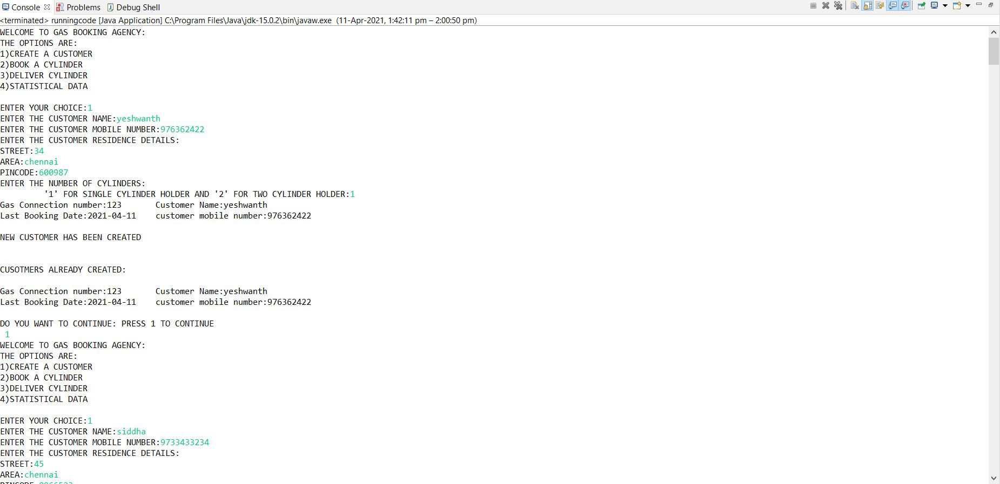 Console Problems Debug Shell
<terminated> runningcode [Java Application] C:\Program Files\Java\jdk-15.0.2\bin\javaw.exe (11-Apr-2021, 1:42:11 pm – 2:00:50 pm)
WELCOME TO GAS BOOKING AGENCY:
THE OPTIONS ARE:
1)CREATE A CUSTOMER
2)BOOK A CYLINDER
3)DELIVER CYLINDER
4)STATISTICAL DATA
ENTER YOUR CHOICE:1
ENTER THE CUSTOMER NAME:yeshwanth
ENTER THE CUSTOMER MOBILE NUMBER:976362422
ENTER THE CUSTOMER RESIDENCE DETAILS:
STREET:34
AREA:chennai
PINCODE:600987
ENTER THE NUMBER OF CYLINDERS:
'1' FOR SINGLE CYLINDER HOLDER AND '2' FOR TWO CYLINDER HOLDER:1
Gas Connection number:123 Customer Name:yeshwanth
Last Booking Date:2021-04-11 customer mobile number:976362422
NEW CUSTOMER HAS BEEN CREATED
CUSOTMERS ALREADY CREATED:
Gas Connection number:123 Customer Name:yeshwanth
Last Booking Date:2021-04-11 customer mobile number:976362422
DO YOU WANT TO CONTINUE: PRESS 1 TO CONTINUE
1
WELCOME TO GAS BOOKING AGENCY:
THE OPTIONS ARE:
1)CREATE A CUSTOMER
2)BOOK A CYLINDER
3)DELIVER CYLINDER
4)STATISTICAL DATA
ENTER YOUR CHOICE:1
ENTER THE CUSTOMER NAME:siddha
ENTER THE CUSTOMER MOBILE NUMBER:9733433234
ENTER THE CUSTOMER RESIDENCE DETAILS:
STREET:45
AREA:chennai